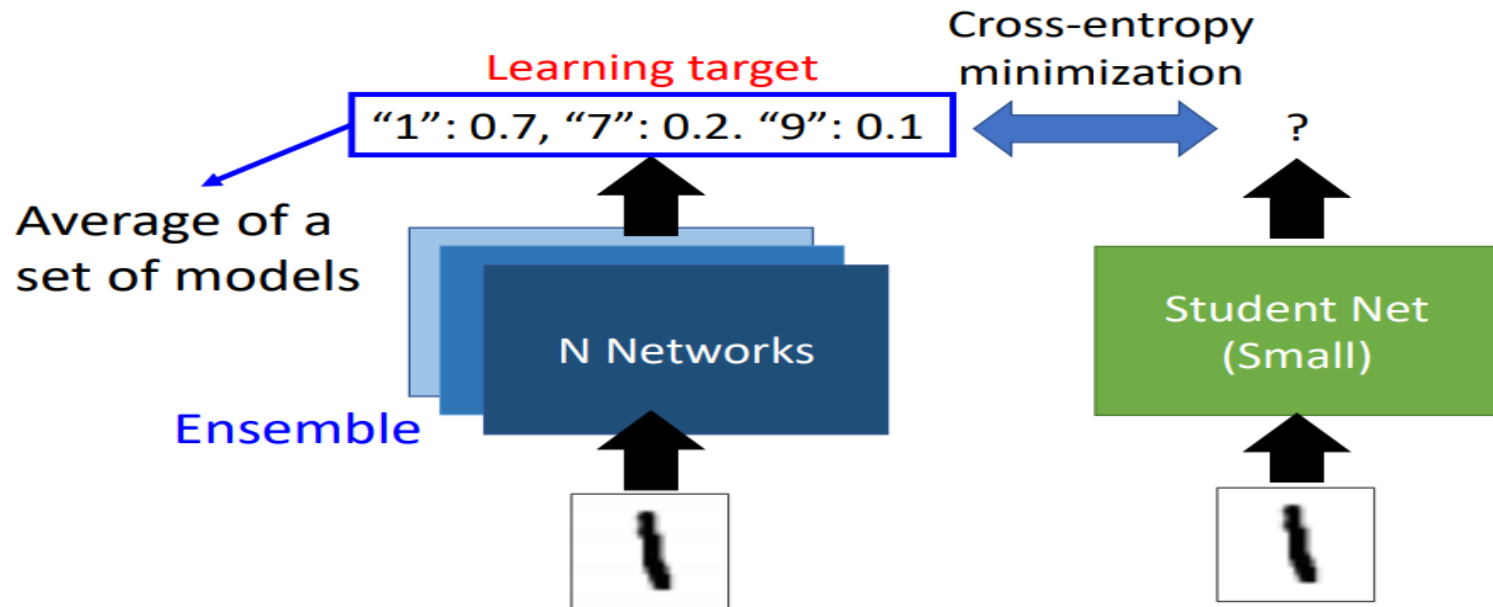 Cross-entropy
minimization
Learning target
“1”: 0.7, “7”: 0.2. “9”: 0.1
?
Average of a
set of models
N Networks
Student Net
(Small)
Ensemble